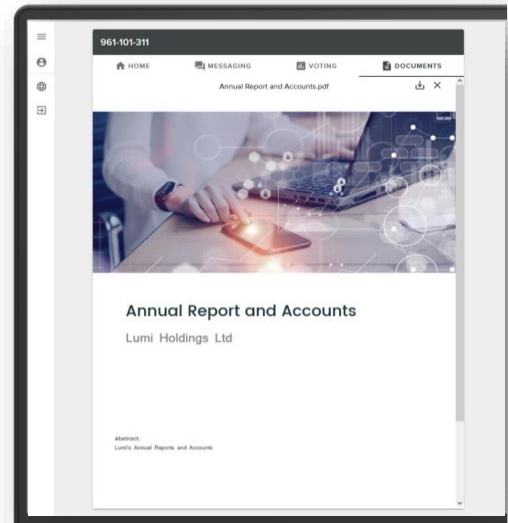 961-101-311
HOME MESSAGING VOTING DOCUMENTS
Annual Report and Accounts.pdf
Annual Report and Accounts
Lumi Holdings Ltd
Abstract:
Lumi's Annual Reports and Accounts